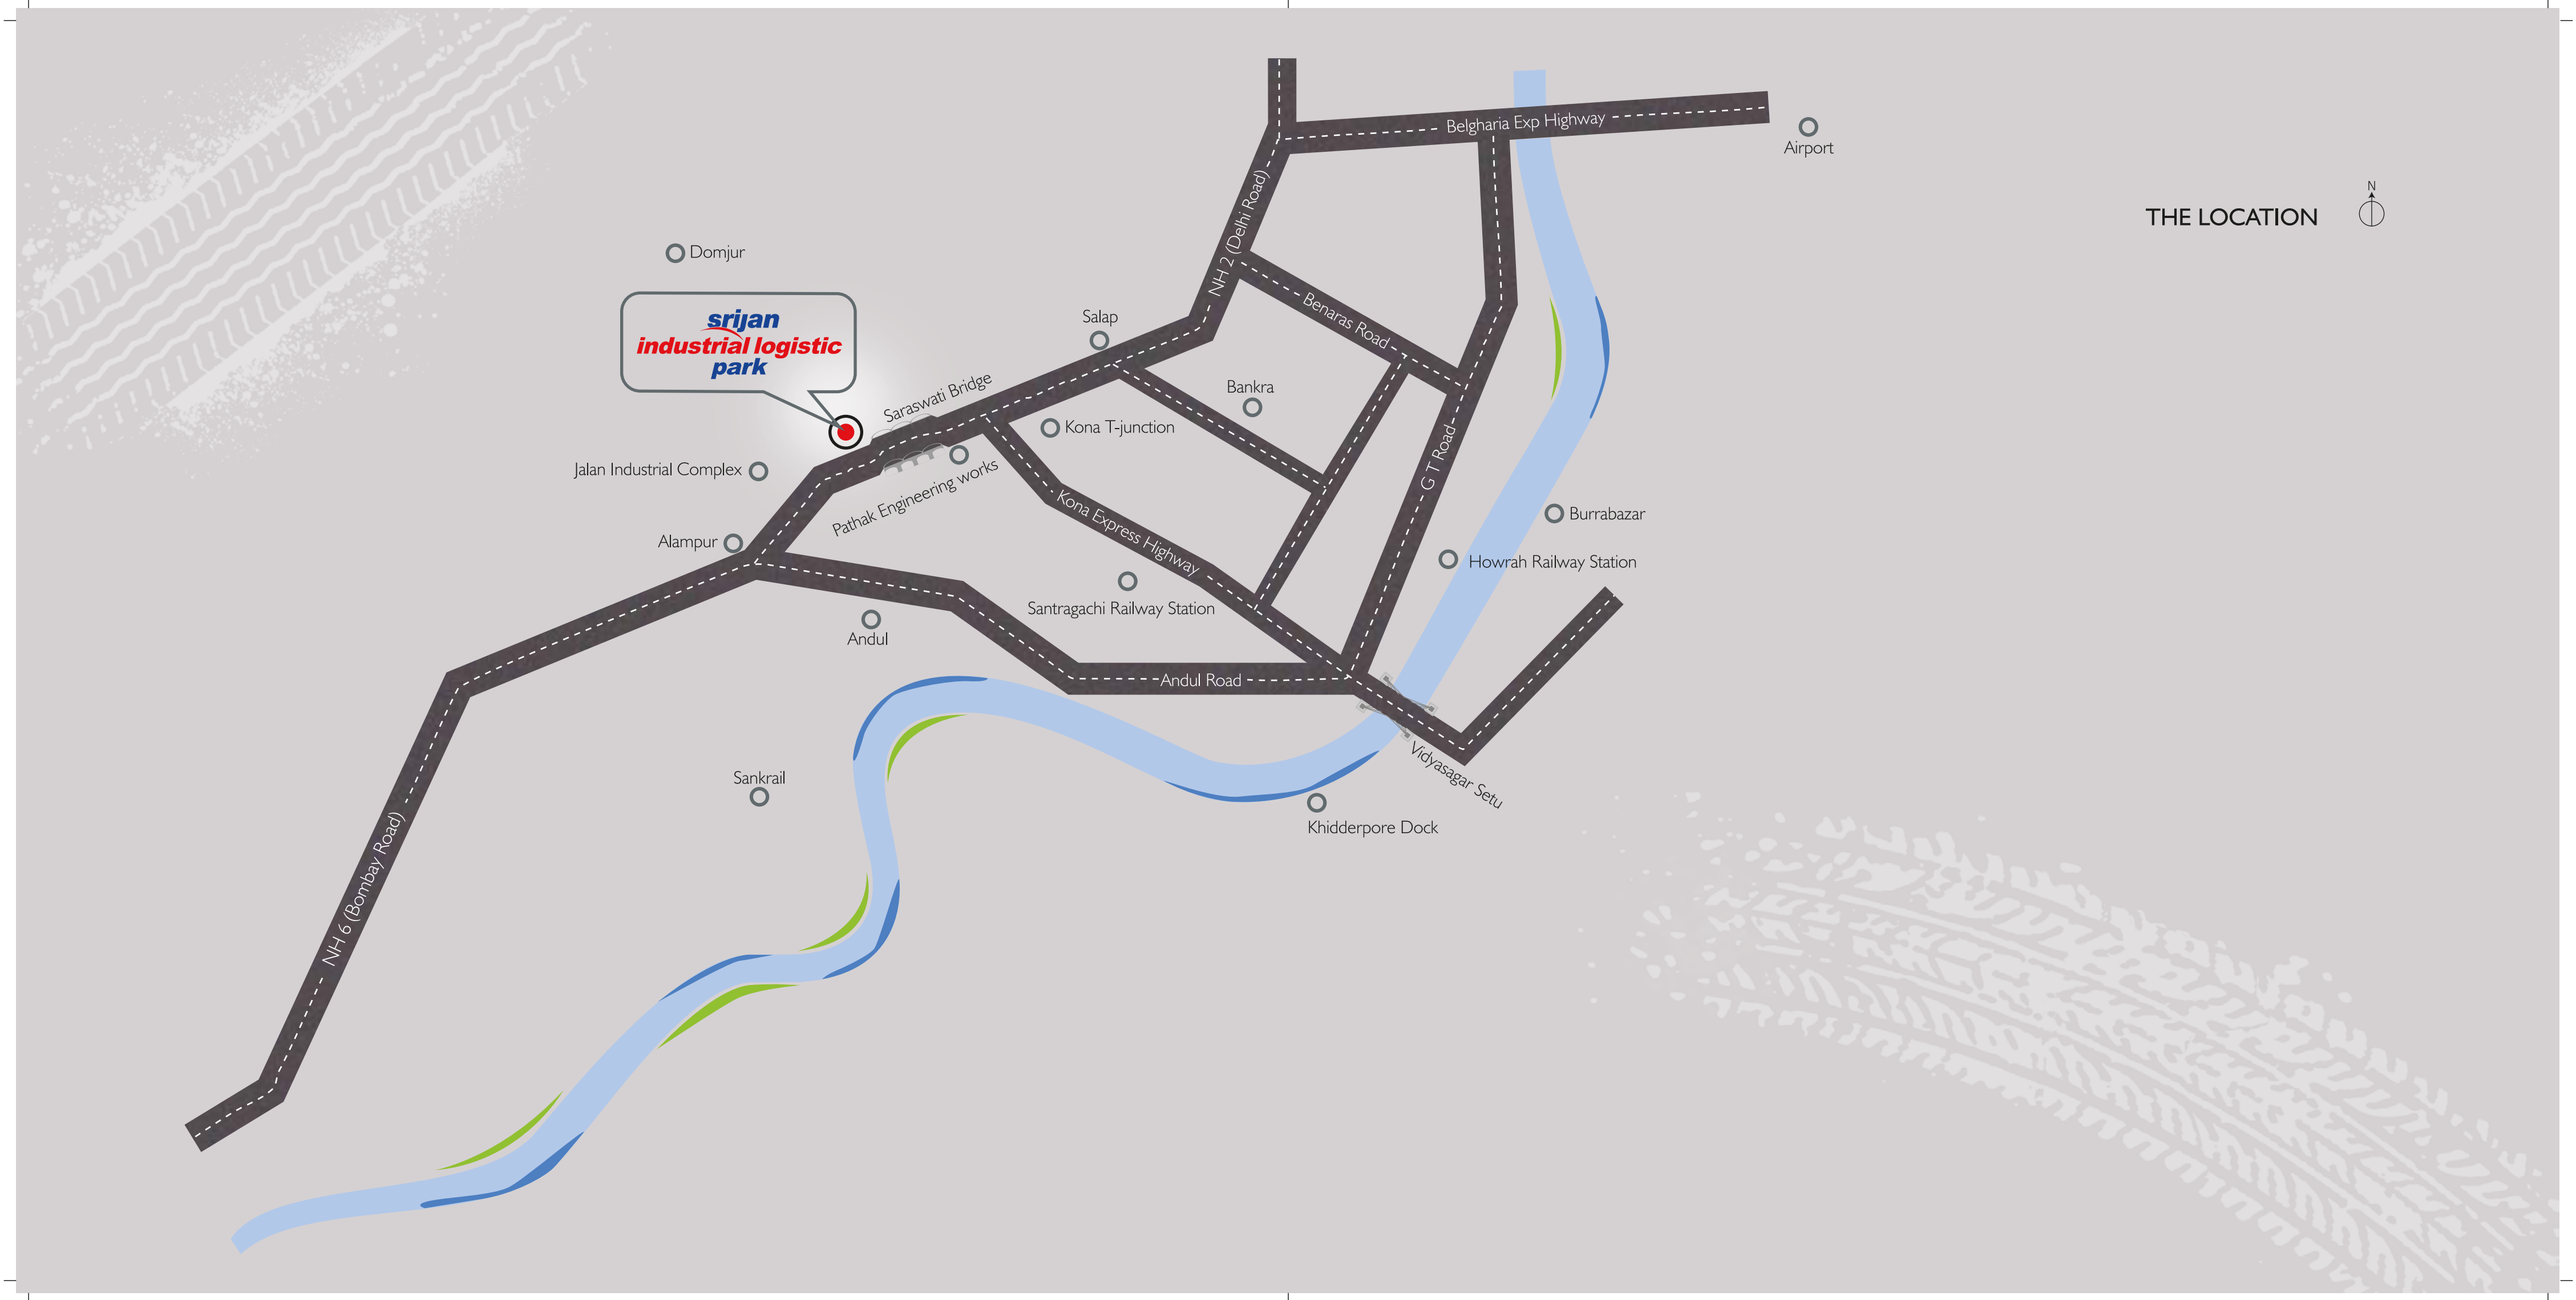 Belgharia Exp Highway
Airport
N
THE LOCATION
NH 2 (Delhi Road)
Domjur
srijan
industrial logistic
park
Salap
Benaras Road
Saraswati Bridge
Bankra
Kona T-junction
G T Road
Jalan Industrial Complex
Pathak Engineering works
Kona Express Highway
Burrabazar
Alampur
Howrah Railway Station
Santragachi Railway Station
Andul
Andul Road
Vidyasagar Setu
Sankrail
Khidderpore Dock
NH 6 (Bombay Road)